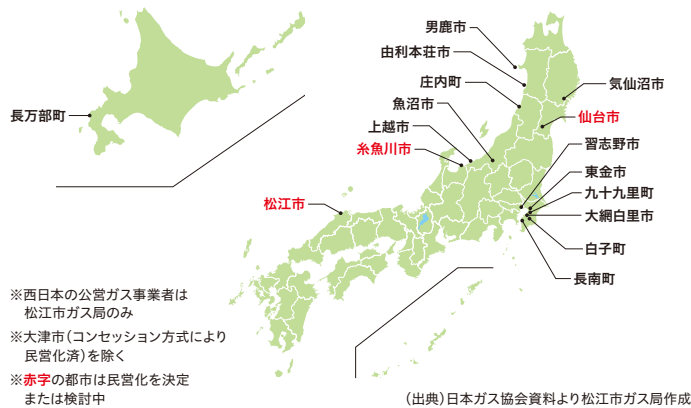 男鹿市
由利本荘市
庄内町
気仙沼市
魚沼市
長万部町
仙台市
上越市
糸魚川市
習志野市
東金市
九十九里町
松江市
大網白里市
白子町
長南町
※西日本の公営ガス事業者は
松江市ガス局のみ
※大津市(コンセッション方式により
民営化済)を除く
※赤字の都市は民営化を決定
または検討中
(出典)日本ガス協会資料より松江市ガス局作成